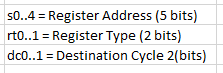 s0..4 = Register Address (5 bits)
rt0..1 = Register Type (2 bits)
dc0..1 = Destination Cycle 2(bits)